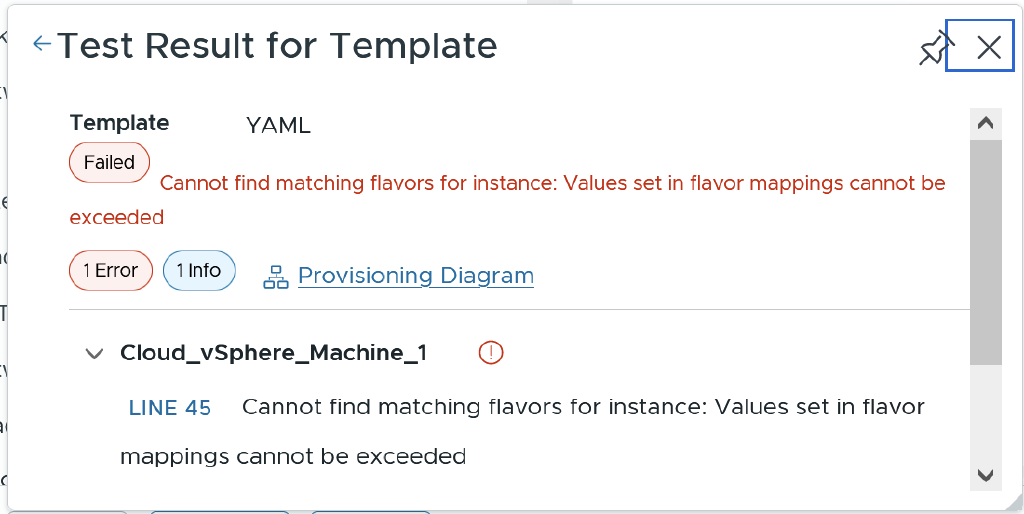 Test Result for Template
Template YAML
Failed
Cannot find matching flavors for instance: Values set in flavor mappings cannot be
exceeded
1 Error 1 Info Provisioning Diagram
Cloud_vSphere_Machine_1
LINE 45 Cannot find matching flavors for instance: Values set in flavor
mappings cannot be exceeded